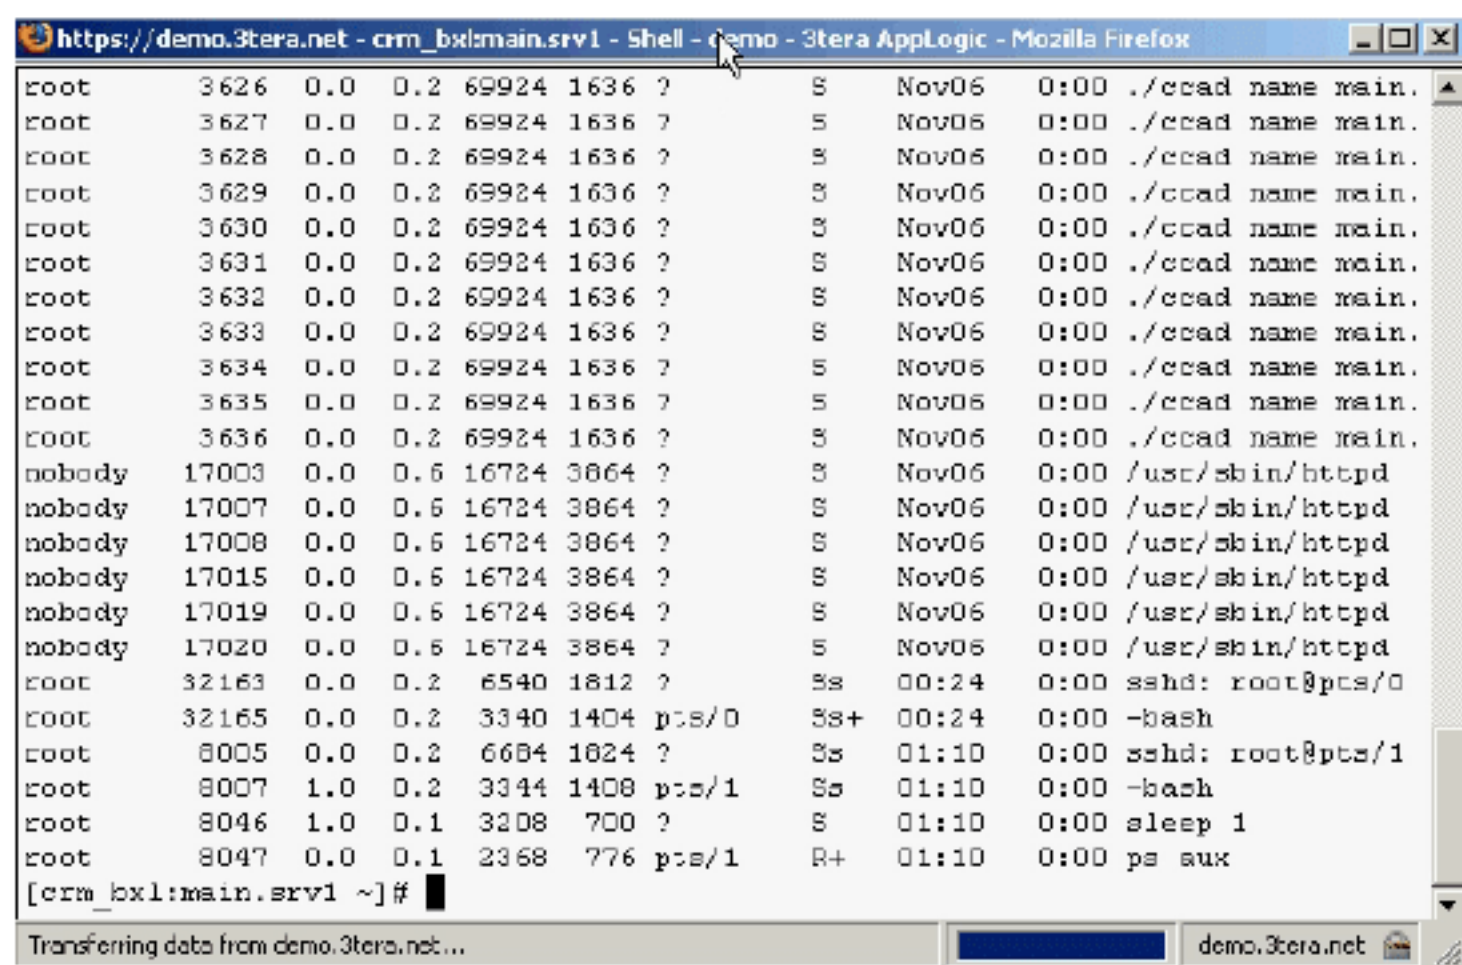 https://demo.3tera.net - crm_bxl:main.srv1 - Shell - demo - 3tera AppLogic - Mozilla Firefox
root 3626 0.0 0.2 69924 1636 ? S Nov06 0:00 ./ccad name main.
root 3627 0.0 0.2 69924 1636 ? S Nov06 0:00 ./ccad name main.
root 3628 0.0 0.2 69924 1636 ? S Nov06 0:00 ./ccad name main.
root 3629 0.0 0.2 69924 1636 ? S Nov06 0:00 ./ccad name main.
root 3630 0.0 0.2 69924 1636 ? S Nov06 0:00 ./ccad name main.
root 3631 0.0 0.2 69924 1636 ? S Nov06 0:00 ./ccad name main.
root 3632 0.0 0.2 69924 1636 ? S Nov06 0:00 ./ccad name main.
root 3633 0.0 0.2 69924 1636 ? S Nov06 0:00 ./ccad name main.
root 3634 0.0 0.2 69924 1636 ? S Nov06 0:00 ./ccad name main.
root 3635 0.0 0.2 69924 1636 ? S Nov06 0:00 ./ccad name main.
root 3636 0.0 0.2 69924 1636 ? S Nov06 0:00 ./ccad name main.
nobody 17003 0.0 0.6 16724 3864 ? S Nov06 0:00 /usr/sbin/httpd
nobody 17007 0.0 0.6 16724 3864 ? S Nov06 0:00 /usr/sbin/httpd
nobody 17008 0.0 0.6 16724 3864 ? S Nov06 0:00 /usr/sbin/httpd
nobody 17015 0.0 0.6 16724 3864 ? S Nov06 0:00 /usr/sbin/httpd
nobody 17019 0.0 0.6 16724 3864 ? S Nov06 0:00 /usr/sbin/httpd
nobody 17020 0.0 0.6 16724 3864 ? S Nov06 0:00 /usr/sbin/httpd
root 32163 0.0 0.2 6540 1812 ? Ss 00:24 0:00 sshd: root@pts/0
root 32165 0.0 0.2 3340 1404 pts/0 Ss+ 00:24 0:00 -bash
root 8005 0.0 0.2 6684 1824 ? Ss 01:10 0:00 sshd: root@pts/1
root 8007 1.0 0.2 3344 1408 pts/1 Ss 01:10 0:00 -bash
root 8046 1.0 0.1 3208 700 ? S 01:10 0:00 sleep 1
root 8047 0.0 0.1 2368 776 pts/1 R+ 01:10 0:00 ps aux
[crm_bxl:main.srv1 ~]#
Transferring data from demo.3tera.net... demo.3tera.net